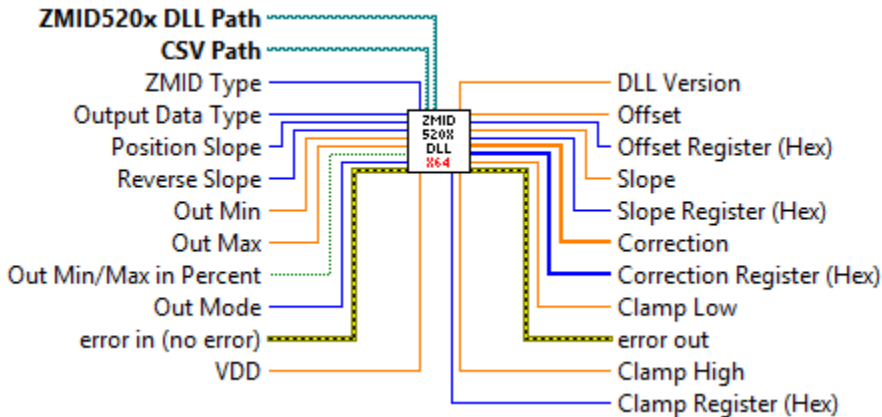 ZMID520x DLL Path
CSV Path
ZMID Type
Output Data Type
Position Slope
Reverse Slope
Out Min
Out Max
Out Min/Max in Percent
Out Mode
error in (no error)
VDD
ZMID
520X
DLL
X64
DLL Version
Offset
Offset Register (Hex)
Slope
Slope Register (Hex)
Correction
Correction Register (Hex)
Clamp Low
error out
Clamp High
Clamp Register (Hex)